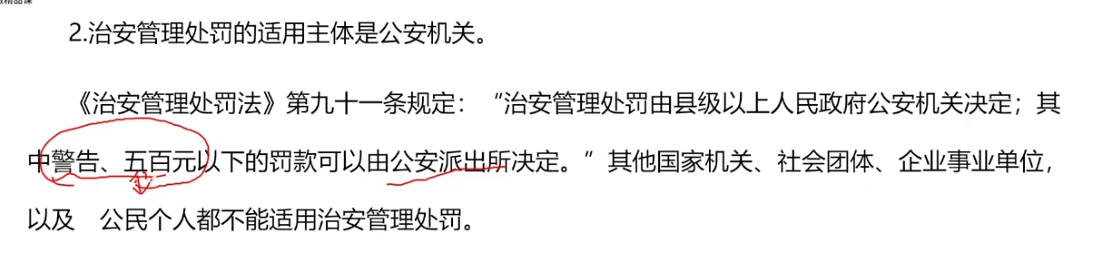 2.治安管理处罚的适用主体是公安机关。
《治安管理处罚法》第九十一条规定：“治安管理处罚由县级以上人民政府公安机关决定；其
中警告、五百元以下的罚款可以由公安派出所决定。”其他国家机关、社会团体、企业事业单位，
以及　公民个人都不能适用治安管理处罚。